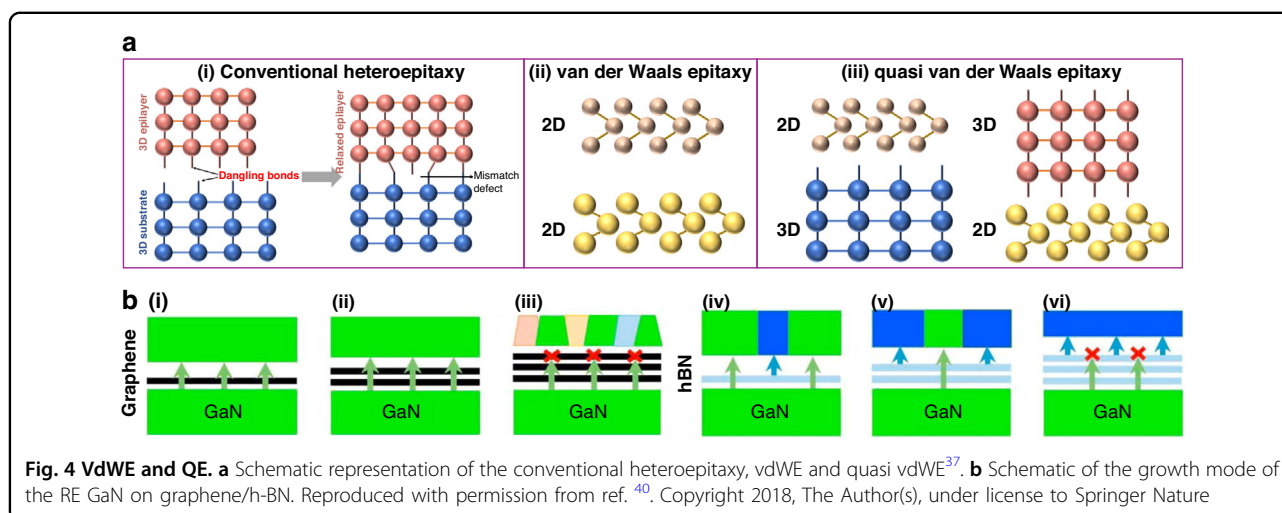 a
(i) Conventional heteroepitaxy
(ii) van der Waals epitaxy
(iii) quasi van der Waals epitaxy
3D epilayer
3D substrate
Dangling bonds
Relaxed epilayer
Mismatch
defect
2D
2D
2D
3D
3D
2D
b
(i)
(ii)
(iii)
(iv)
(v)
(vi)
Graphene
hBN
GaN
GaN
GaN
GaN
GaN
GaN
Fig. 4 VdWE and QE. a Schematic representation of the conventional heteroepitaxy, vdWE and quasi vdWE37. b Schematic of the growth mode of
the RE GaN on graphene/h-BN. Reproduced with permission from ref. 40. Copyright 2018, The Author(s), under license to Springer Nature